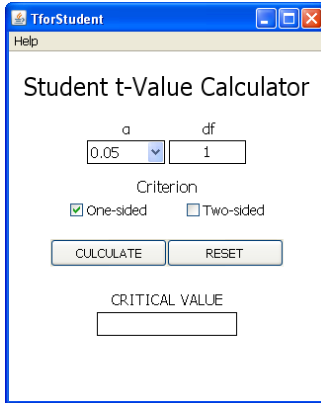 TforStudent
Help
Student t-Value Calculator
a df
0.05 1
Criterion
One-sided Two-sided
CULCULATE RESET
CRITICAL VALUE